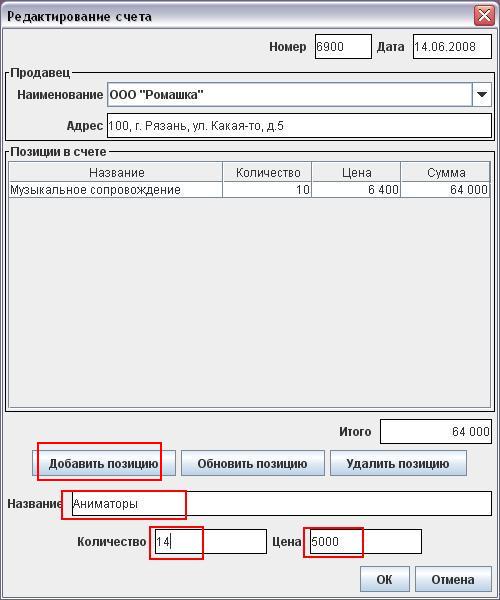 Редактирование счета
Номер 6900 Дата 14.06.2008
Продавец
Наименование ООО "Ромашка"
Адрес 100, г. Рязань, ул. Какая-то, д.5
Позиции в счете
Название Количество Цена Сумма
Музыкальное сопровождение 10 6 400 64 000
Итого 64 000
Добавить позицию Обновить позицию Удалить позицию
Название Аниматоры
Количество 14 Цена 5000
ОК Отмена